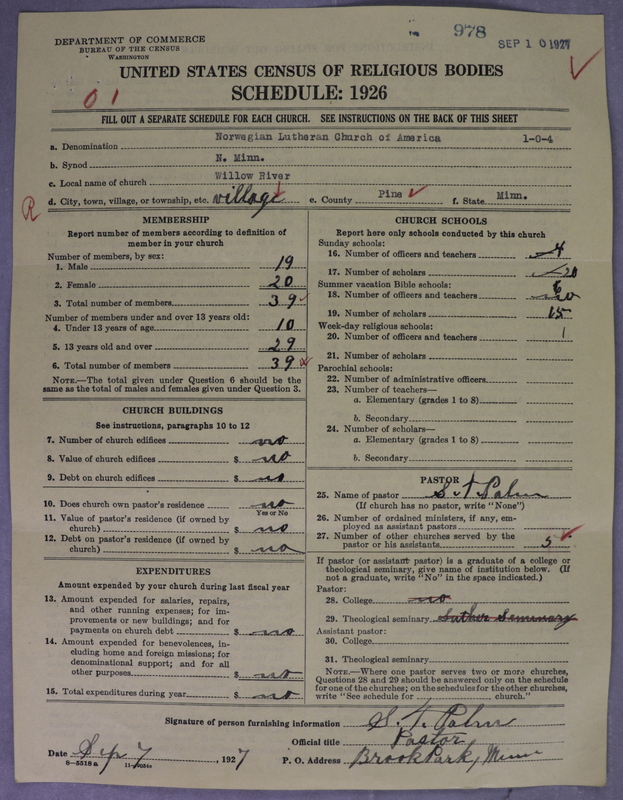 978
SEP 10 1927
DEPARTMENT OF COMMERCE
BUREAU OF THE CENSUS
WASHINGTON
UNITED STATES CENSUS OF RELIGIOUS BODIES
SCHEDULE: 1926
01
FILL OUT A SEPARATE SCHEDULE FOR EACH CHURCH. SEE INSTRUCTIONS ON THE BACK OF THIS SHEET
a. Denomination Norwegian Lutheran Church of America 1-0-4
b. Synod N. Minn.
c. Local name of church Willow River
d. City, town, village, or township, etc. village e. County Pine f. State Minn.
R
MEMBERSHIP
Report number of members according to definition of
member in your church
Number of members, by sex:
1. Male 19
2. Female 20
3. Total number of members 39
Number of members under and over 13 years old:
4. Under 13 years of age 10
5. 13 years old and over 29
6. Total number of members 39
NOTE.—The total given under Question 6 should be
same as the total of males and females given under Question 3.
CHURCH BUILDINGS
See instructions, paragraphs 10 to 12
7. Number of church edifices no
8. Value of church edifices $ no
9. Debt on church edifices $ no
10. Does church own pastor's residence no
Yes or No
11. Value of pastor's residence (if owned by
church) $ no
12. Debt on pastor's residence (if owned by
church) $ no
EXPENDITURES
Amount expended by your church during last fiscal year
13. Amount expended for salaries, repairs,
and other running expenses; for im-
provements or new buildings; and for
payments on church debt $ no
14. Amount expended for benevolences, in-
cluding home and foreign missions; for
denominational support; and for all
other purposes $ no
15. Total expenditures during year $ no
CHURCH SCHOOLS
Report here only schools conducted by this church
Sunday schools:
16. Number of officers and teachers 4
17. Number of scholars 20
Summer vacation Bible schools:
18. Number of officers and teachers
19. Number of scholars 15
Week-day religious schools:
20. Number of officers and teachers 1
21. Number of scholars
Parochial schools:
22. Number of administrative officers
23. Number of teachers—
a. Elementary (grades 1 to 8)
b. Secondary
24. Number of scholars—
a. Elementary (grades 1 to 8)
b. Secondary
PASTOR
25. Name of pastor S. N. Palm
(If church has no pastor, write "None")
26. Number of ordained ministers, if any, em-
ployed as assistant pastors
27. Number of other churches served by the
pastor or his assistants 5
If pastor (or assistant pastor) is a graduate of a college or
theological seminary, give name of institution below. (If
not a graduate, write "No" in the space indicated.)
Pastor:
28. College no
29. Theological seminary Luther Seminary
Assistant pastor:
30. College
31. Theological seminary
NOTE.—Where one pastor serves two or more churches,
Questions 28 and 29 should be answered only on the schedule
for one of the churches; on the schedules for the other churches,
write "See schedule for church."
Signature of person furnishing information S. N. Palm
Official title Pastor
Date Sep 7, 1927 P. O. Address Brook Park, Minn
8-5518a